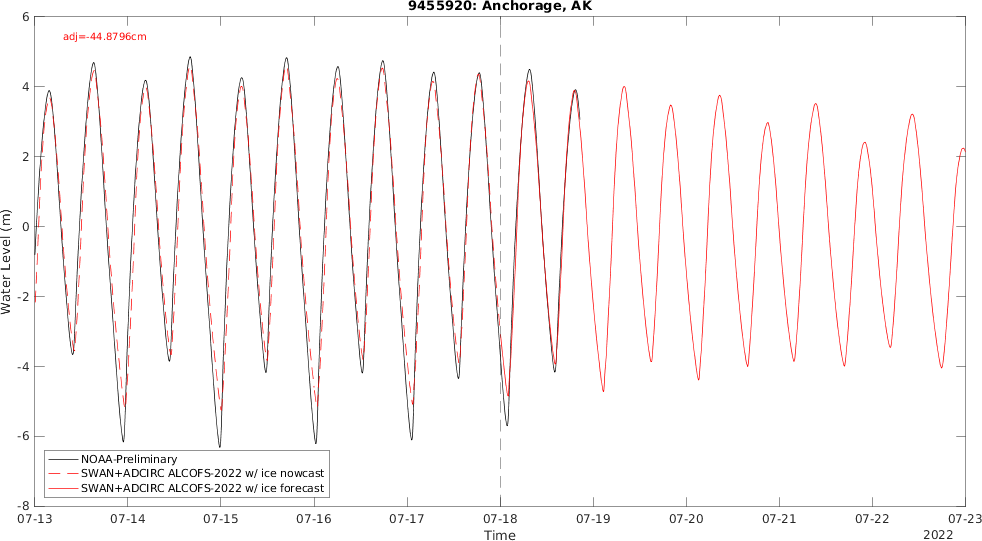 9455920: Anchorage, AK
adj=-44.8796cm
6
4
2
0
-2
-4
-6
-8
Water Level (m)
NOAA-Preliminary
SWAN+ADCIRC ALCOFS-2022 w/ ice nowcast
SWAN+ADCIRC ALCOFS-2022 w/ ice forecast
07-13 07-14 07-15 07-16 07-17 07-18 07-19 07-20 07-21 07-22 07-23
Time
2022